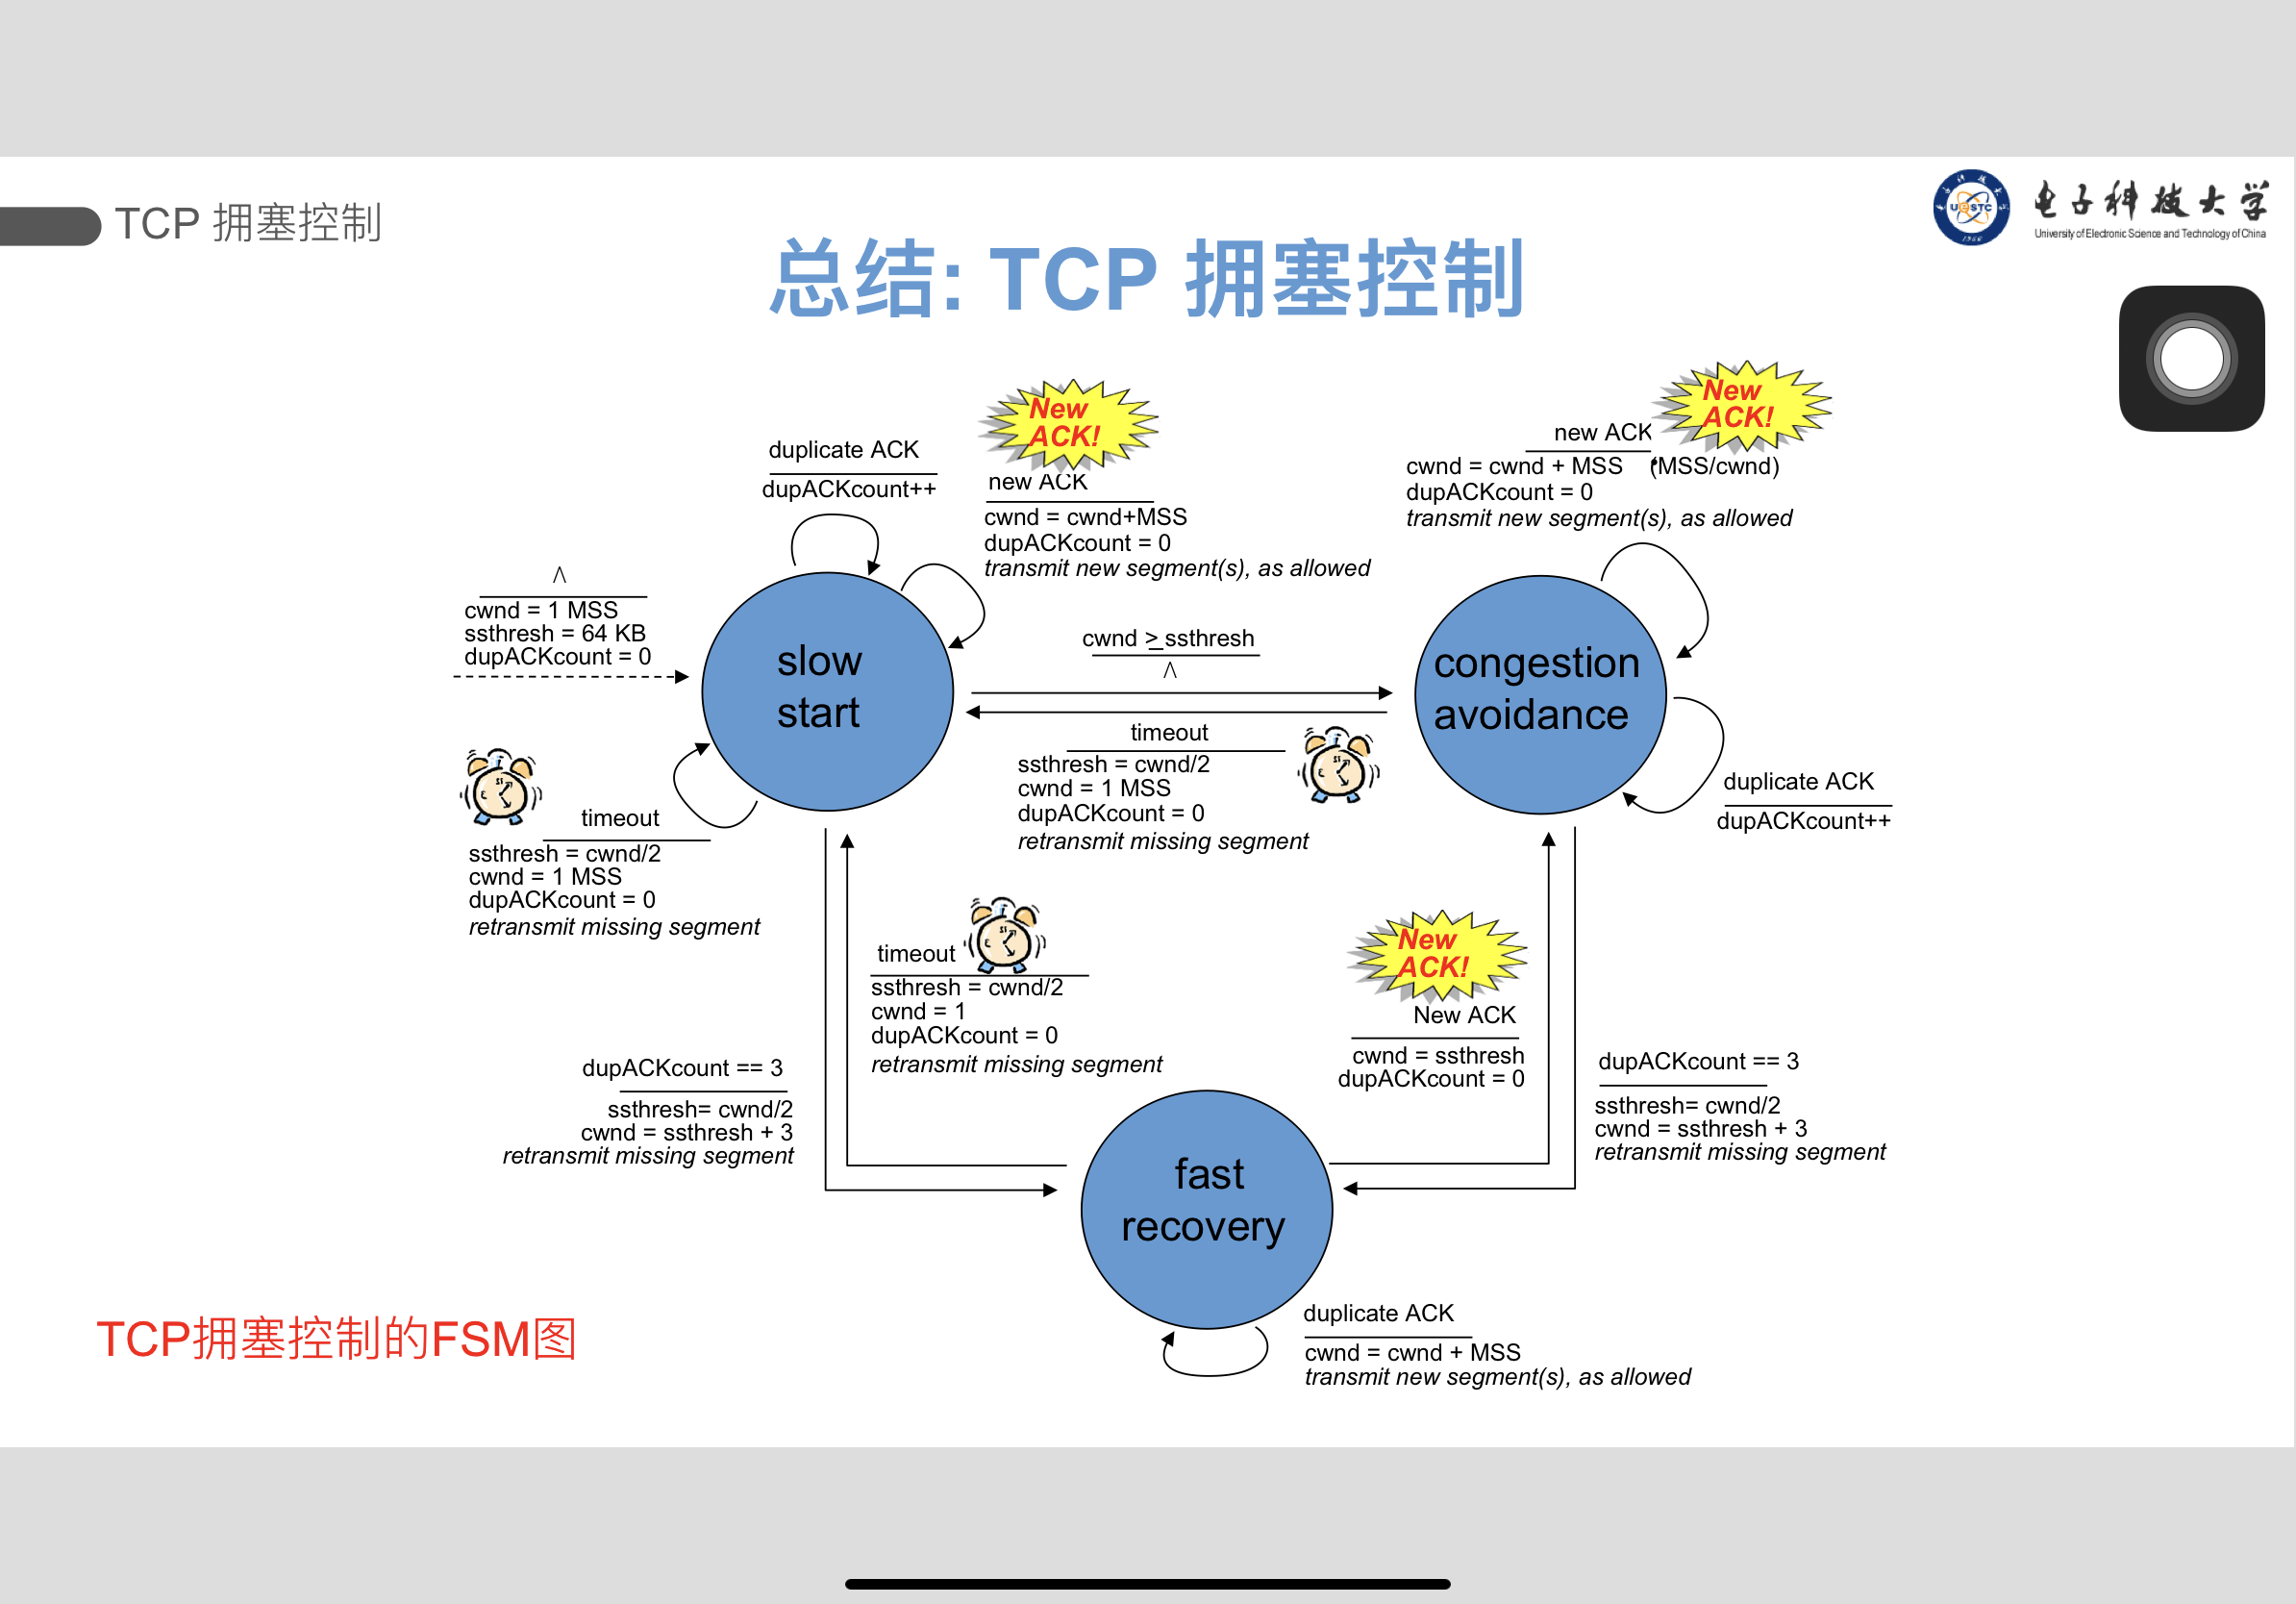 TCP 拥塞控制
电子科技大学
University of Electronic Science and Technology of China
总结: TCP 拥塞控制
New
ACK!
New
ACK!
duplicate ACK
dupACKcount++
new ACK
cwnd = cwnd+MSS
dupACKcount = 0
transmit new segment(s), as allowed
new ACK
cwnd = cwnd + MSS (MSS/cwnd)
dupACKcount = 0
transmit new segment(s), as allowed
Λ
cwnd = 1 MSS
ssthresh = 64 KB
dupACKcount = 0
slow
start
cwnd ≥ ssthresh
Λ
congestion
avoidance
timeout
ssthresh = cwnd/2
cwnd = 1 MSS
dupACKcount = 0
retransmit missing segment
duplicate ACK
dupACKcount++
timeout
ssthresh = cwnd/2
cwnd = 1 MSS
dupACKcount = 0
retransmit missing segment
timeout
ssthresh = cwnd/2
cwnd = 1
dupACKcount = 0
retransmit missing segment
New
ACK!
New ACK
cwnd = ssthresh
dupACKcount = 0
dupACKcount == 3
ssthresh= cwnd/2
cwnd = ssthresh + 3
retransmit missing segment
dupACKcount == 3
ssthresh= cwnd/2
cwnd = ssthresh + 3
retransmit missing segment
fast
recovery
duplicate ACK
cwnd = cwnd + MSS
transmit new segment(s), as allowed
TCP拥塞控制的FSM图